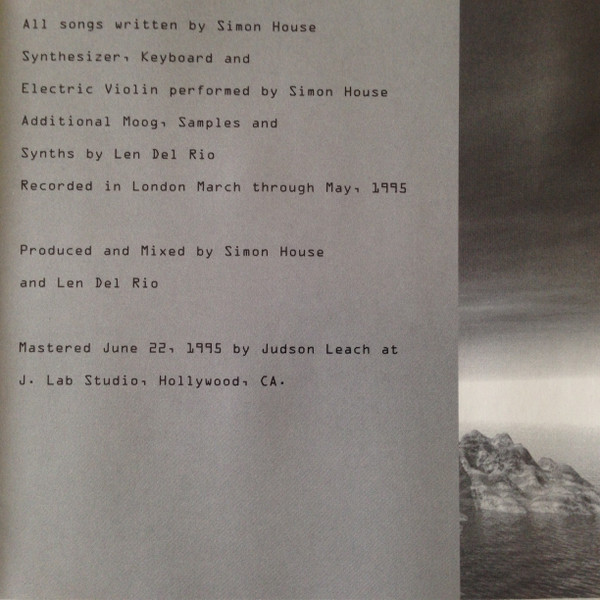 All songs written by Simon House
Synthesizer, Keyboard and
Electric Violin performed by Simon House
Additional Moog, Samples and
Synths by Len Del Rio
Recorded in London March through May, 1995
Produced and Mixed by Simon House
and Len Del Rio
Mastered June 22, 1995 by Judson Leach at
J. Lab Studio, Hollywood, CA.